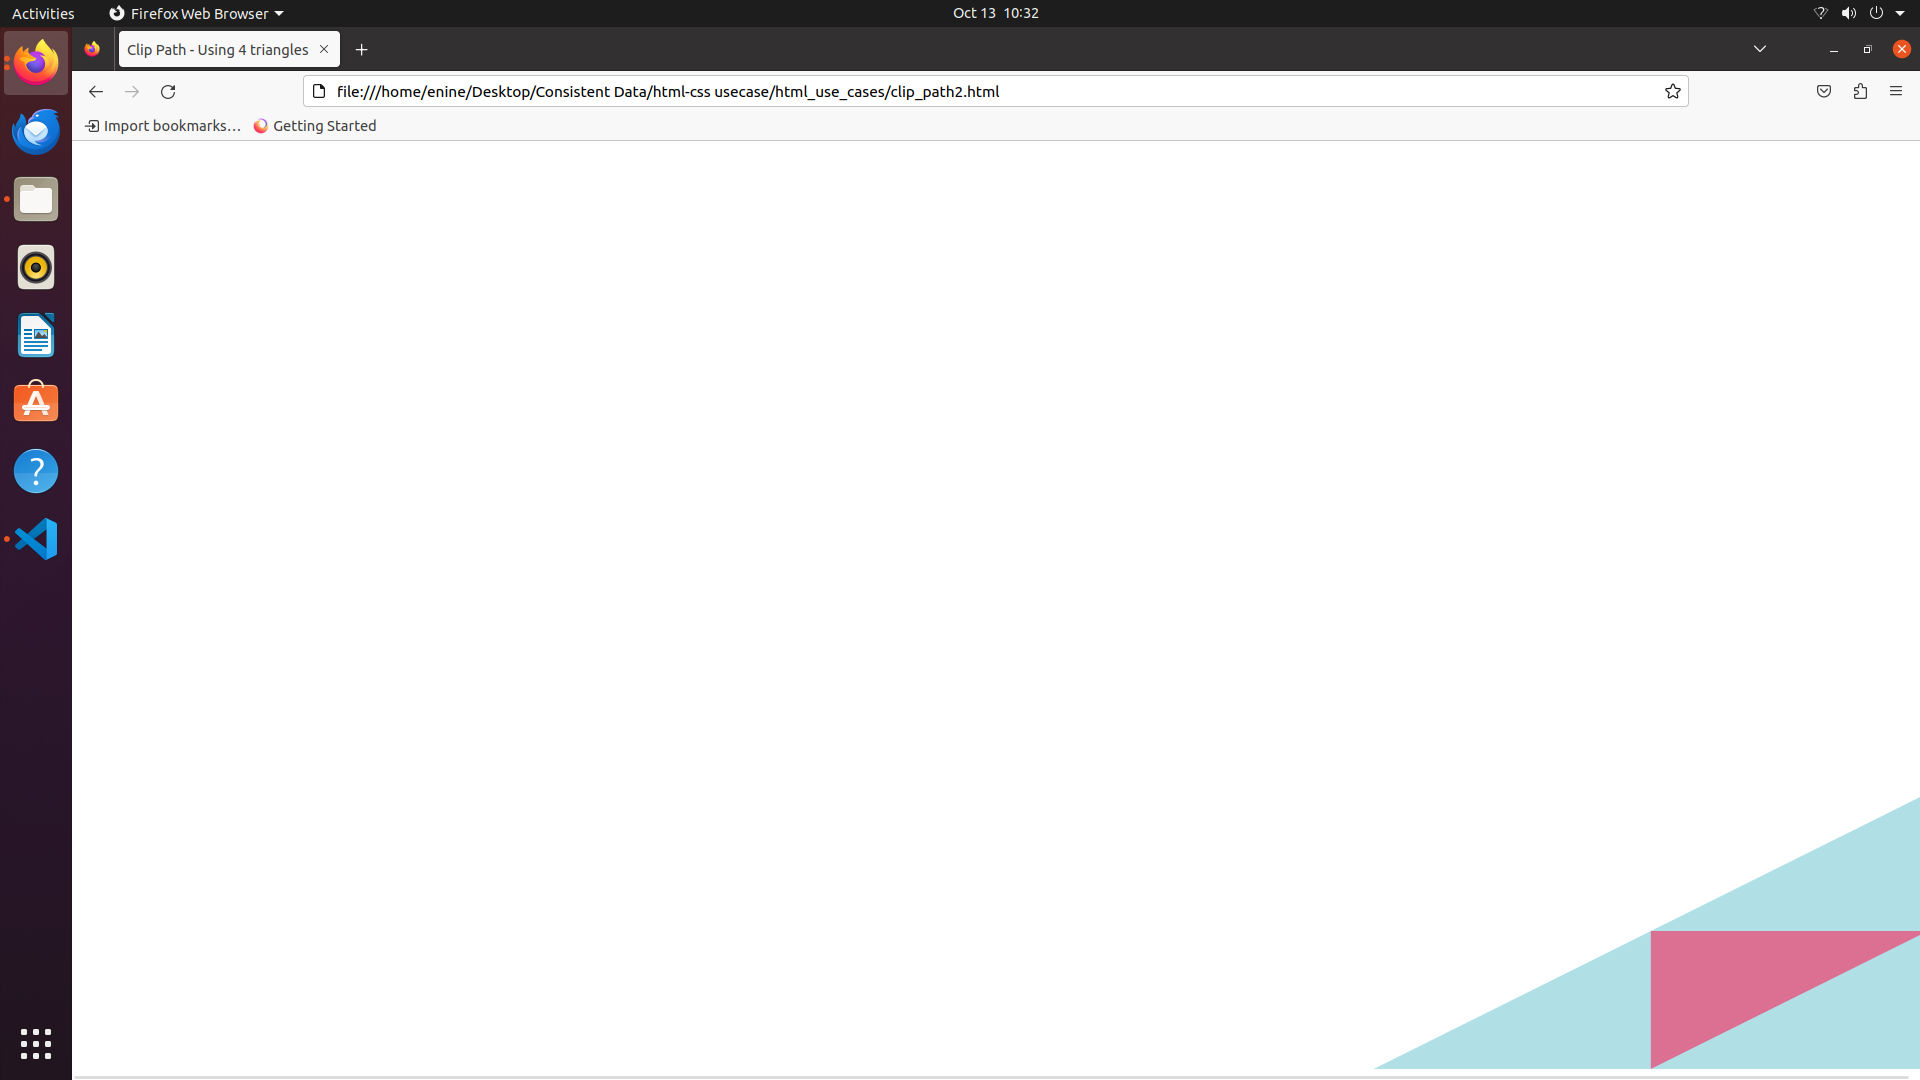 Activities
Firefox Web Browser
Oct 13 10:32
Clip Path - Using 4 triangles
file:///home/enine/Desktop/Consistent Data/html-css usecase/html_use_cases/clip_path2.html
Import bookmarks…
Getting Started